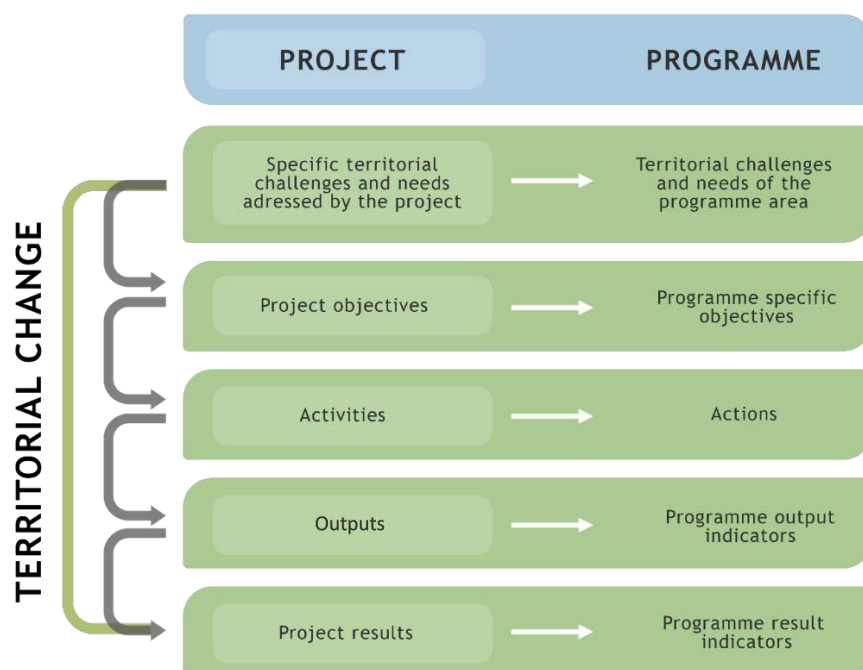 PROJECT
PROGRAMME
TERRITORIAL CHANGE
Specific territorial
challenges and needs
adressed by the project
Territorial challenges
and needs of the
programme area
Project objectives
Programme specific
objectives
Activities
Actions
Outputs
Programme output
indicators
Project results
Programme result
indicators